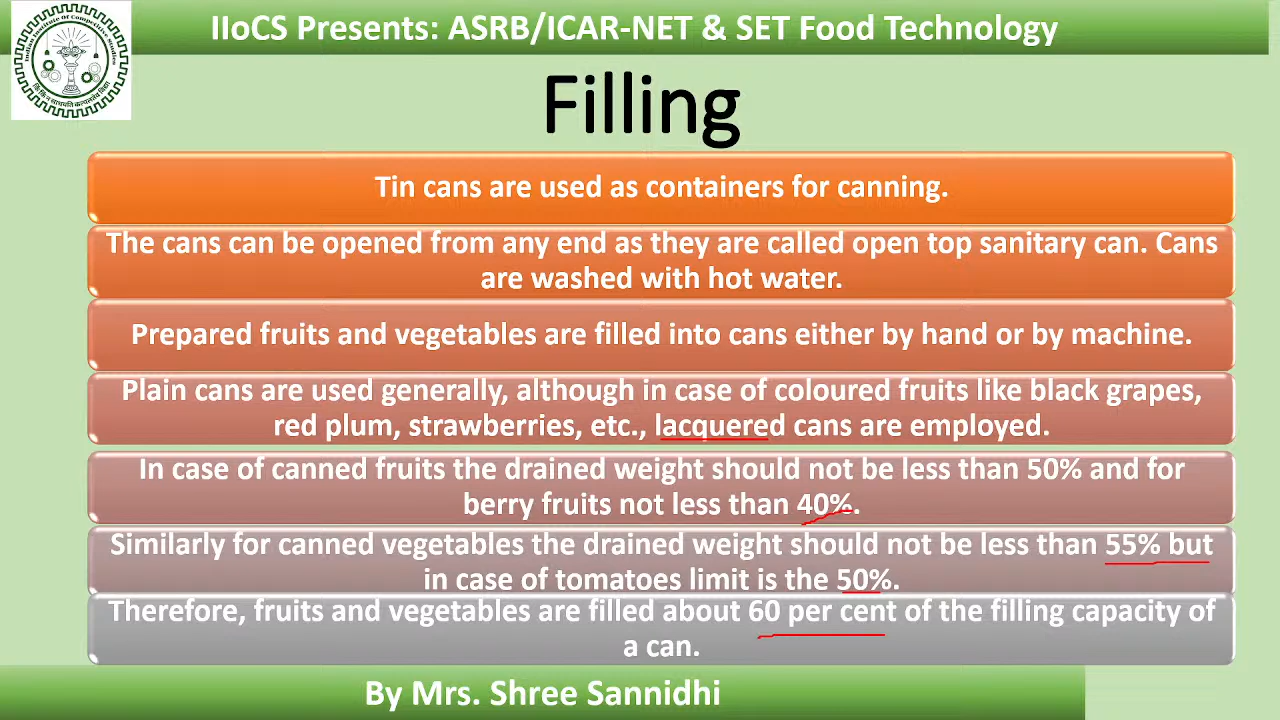 IIoCS Presents: ASRB/ICAR-NET & SET Food Technology
Filling
Tin cans are used as containers for canning.
The cans can be opened from any end as they are called open top sanitary can. Cans
are washed with hot water.
Prepared fruits and vegetables are filled into cans either by hand or by machine.
Plain cans are used generally, although in case of coloured fruits like black grapes,
red plum, strawberries, etc., lacquered cans are employed.
In case of canned fruits the drained weight should not be less than 50% and for
berry fruits not less than 40%.
Similarly for canned vegetables the drained weight should not be less than 55% but
in case of tomatoes limit is the 50%.
Therefore, fruits and vegetables are filled about 60 per cent of the filling capacity of
a can.
By Mrs. Shree Sannidhi